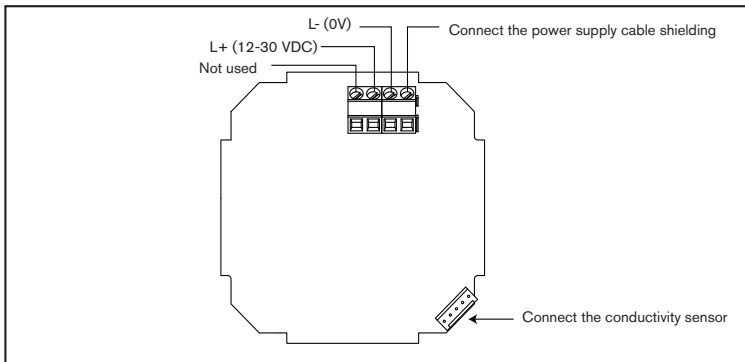 L- (0V)
Connect the power supply cable shielding
L+ (12-30 VDC)
Not used
Connect the conductivity sensor